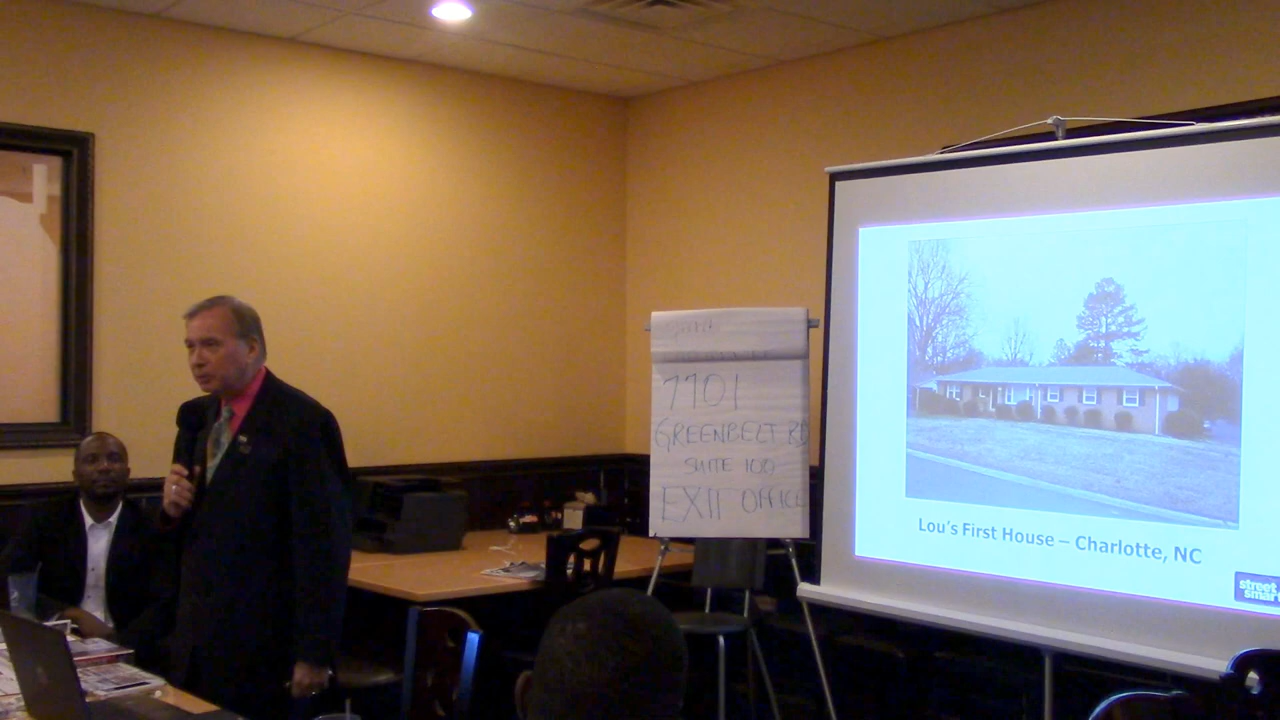 7701
GREENBELT RD
SUITE 100
EXIT OFFICE
Lou's First House – Charlotte, NC
street
smart